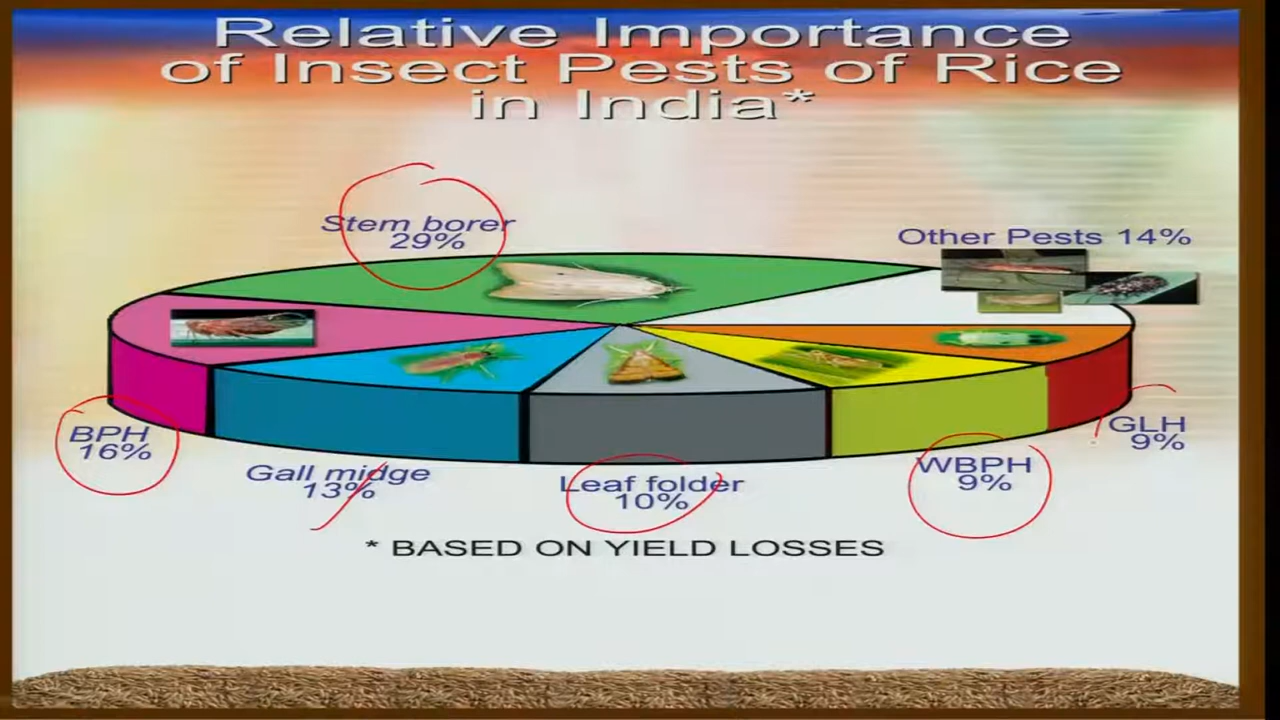 Relative Importance
of Insect Pests of Rice
in India*
Stem borer
29%
Other Pests 14%
BPH
16%
Gall midge
13%
Leaf folder
10%
WBPH
9%
GLH
9%
* BASED ON YIELD LOSSES